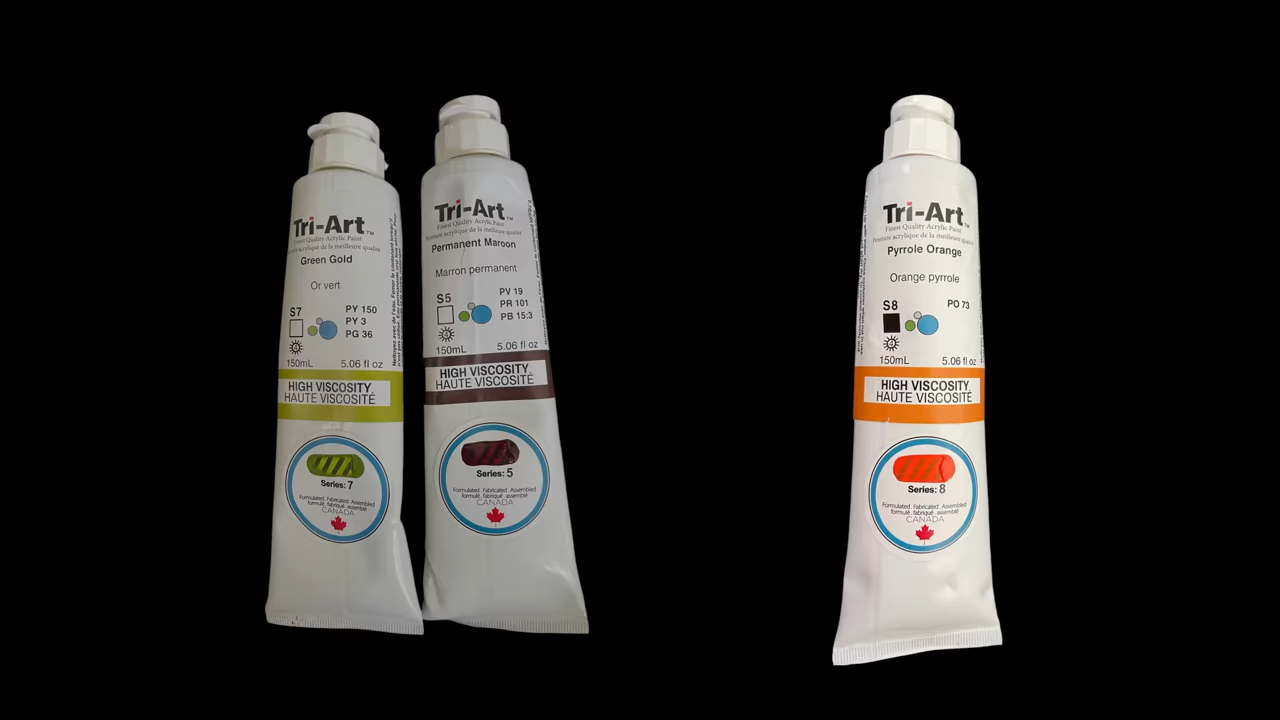 Tri-Art™
Finest Quality Acrylic Paint
Peinture acrylique de la meilleure qualité
Green Gold
Or vert
S7
PY 150
PY 3
PG 36
150mL 5.06 fl oz
HIGH VISCOSITY
HAUTE VISCOSITÉ
Series: 7
Formulated. Fabricated. Assembled
formulé. fabriqué. assemblé
CANADA
Tri-Art™
Finest Quality Acrylic Paint
Peinture acrylique de la meilleure qualité
Permanent Maroon
Marron permanent
S5
PV 19
PR 101
PB 15:3
150mL 5.06 fl oz
HIGH VISCOSITY
HAUTE VISCOSITÉ
Series: 5
Formulated. Fabricated. Assembled
formulé. fabriqué. assemblé
CANADA
Tri-Art™
Finest Quality Acrylic Paint
Peinture acrylique de la meilleure qualité
Pyrrole Orange
Orange pyrrole
S8
PO 73
150mL 5.06 fl oz
HIGH VISCOSITY
HAUTE VISCOSITÉ
Series: 8
Formulated. Fabricated. Assembled
formulé. fabriqué. assemblé
CANADA